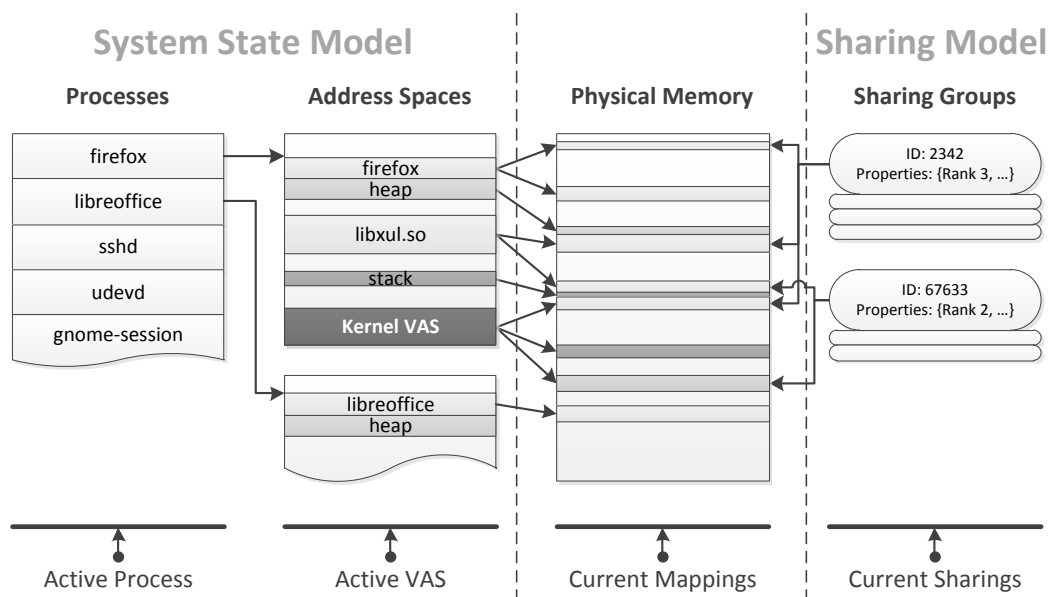 System State Model
Sharing Model
Processes
Address Spaces
Physical Memory
Sharing Groups
firefox
libreoffice
sshd
udevd
gnome-session
firefox
heap
libxul.so
stack
Kernel VAS
libreoffice
heap
ID: 2342
Properties: {Rank 3, ...}
ID: 67633
Properties: {Rank 2, ...}
Active Process
Active VAS
Current Mappings
Current Sharings